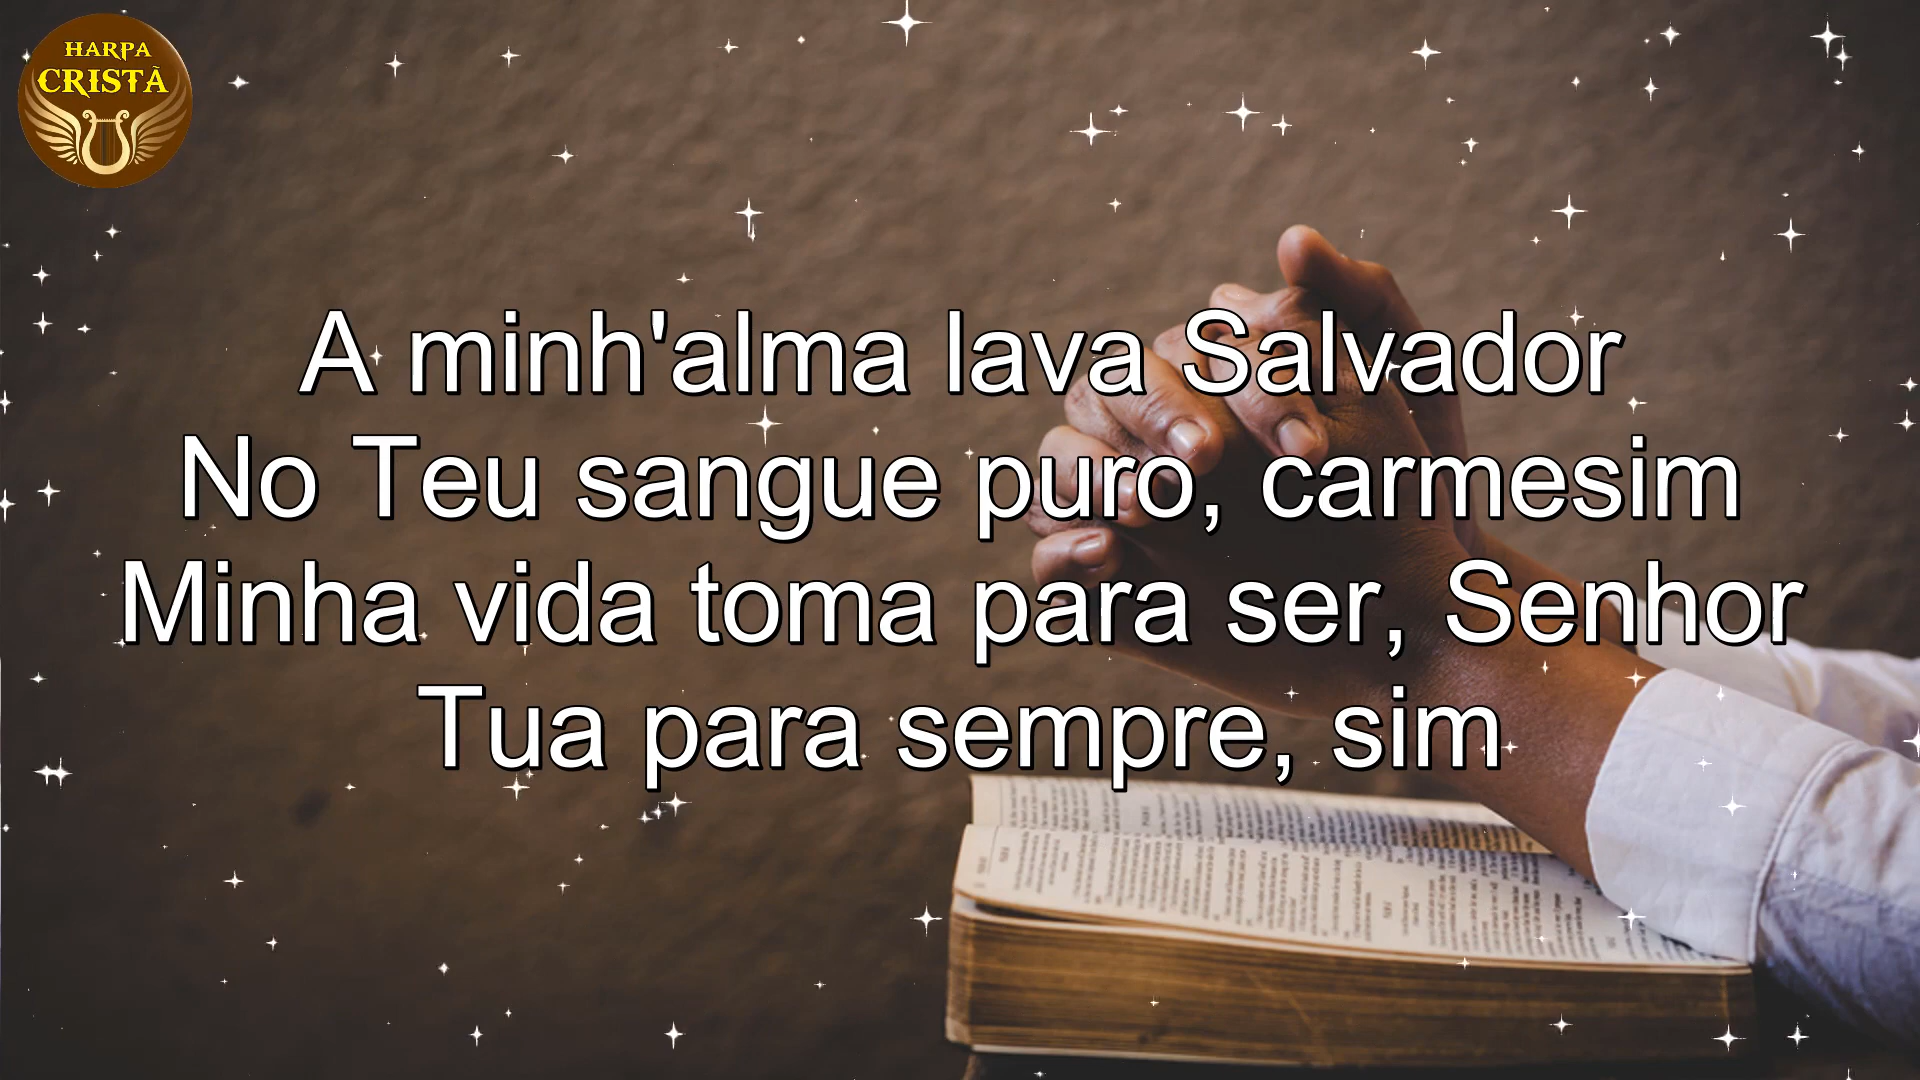 HARPA
CRISTÃ
A minh'alma lava Salvador
No Teu sangue puro, carmesim
Minha vida toma para ser, Senhor
Tua para sempre, sim